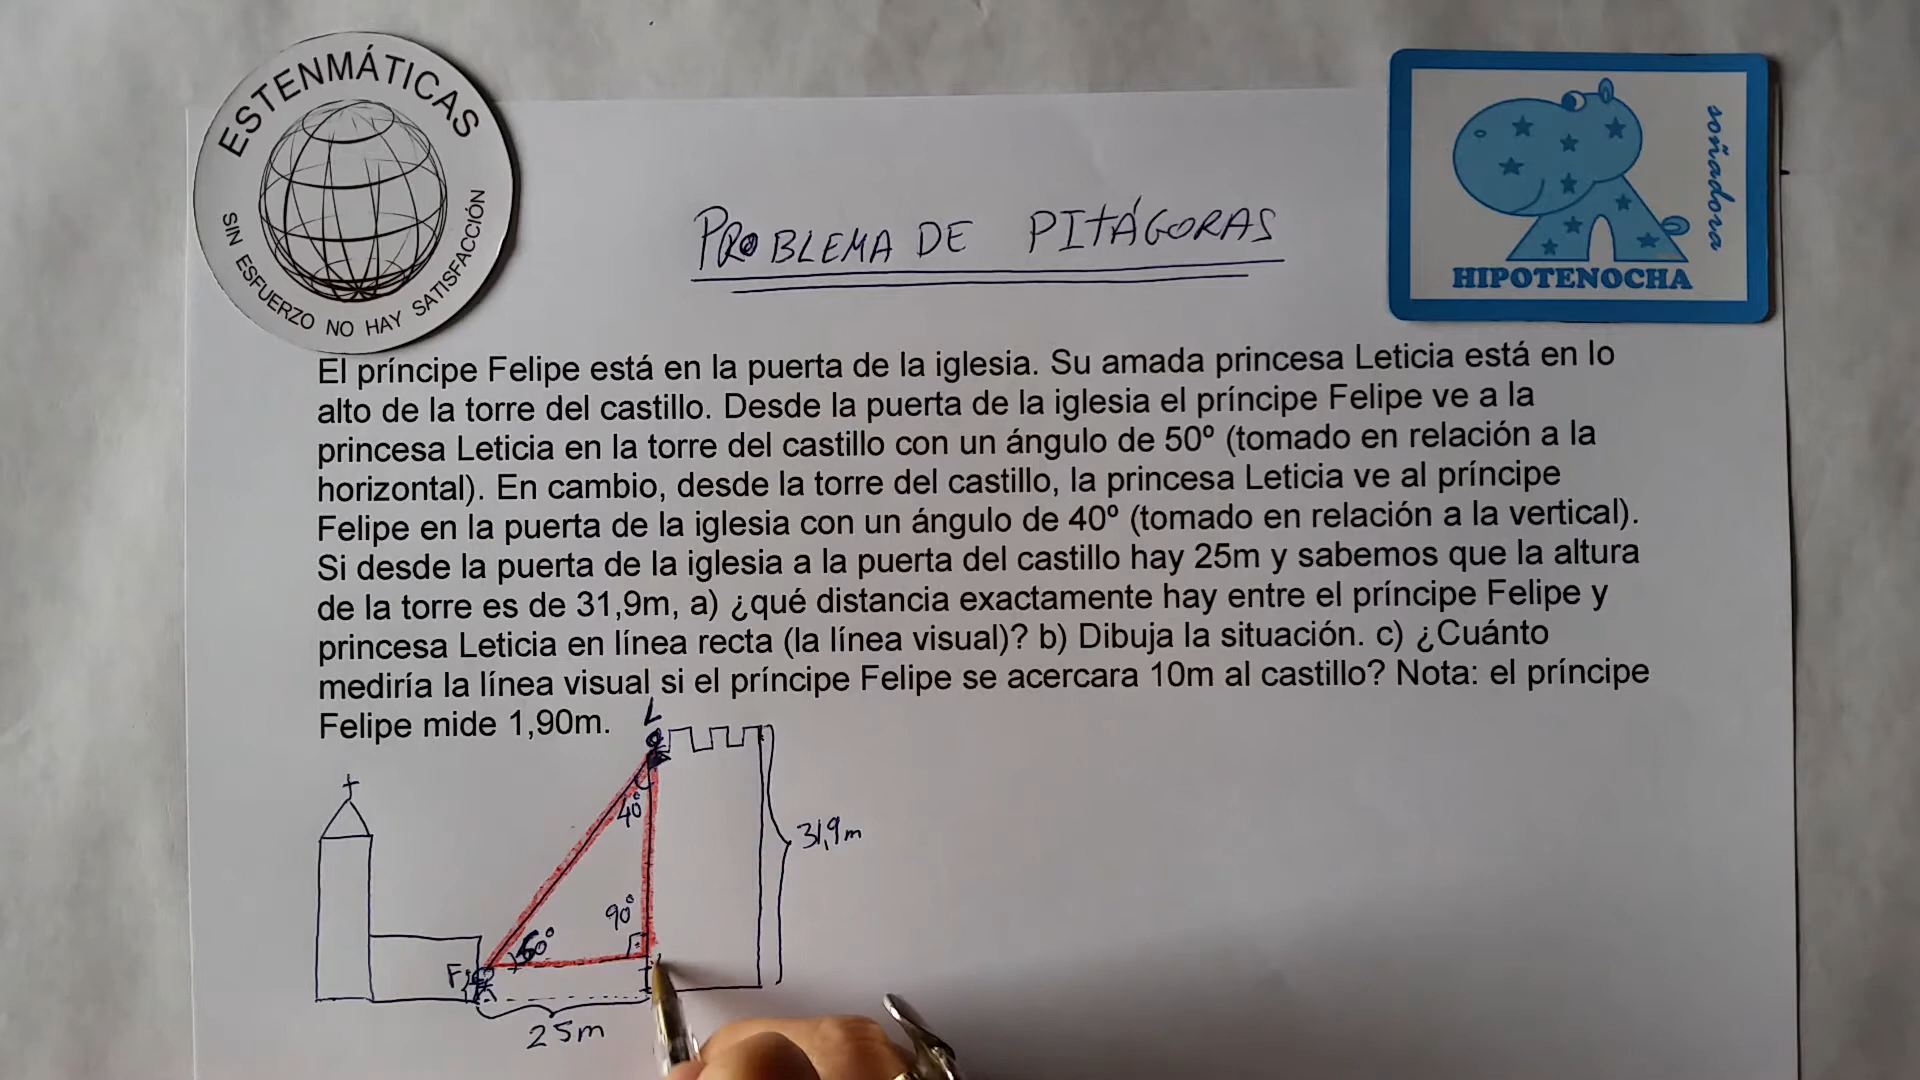 ESTENMÁTICAS
SIN ESFUERZO NO HAY SATISFACCIÓN
soñadora
HIPOTENOCHA
PROBLEMA DE PITÁGORAS
El príncipe Felipe está en la puerta de la iglesia. Su amada princesa Leticia está en lo
alto de la torre del castillo. Desde la puerta de la iglesia el príncipe Felipe ve a la
princesa Leticia en la torre del castillo con un ángulo de 50º (tomado en relación a la
horizontal). En cambio, desde la torre del castillo, la princesa Leticia ve al príncipe
Felipe en la puerta de la iglesia con un ángulo de 40º (tomado en relación a la vertical).
Si desde la puerta de la iglesia a la puerta del castillo hay 25m y sabemos que la altura
de la torre es de 31,9m, a) ¿qué distancia exactamente hay entre el príncipe Felipe y
princesa Leticia en línea recta (la línea visual)? b) Dibuja la situación. c) ¿Cuánto
mediría la línea visual si el príncipe Felipe se acercara 10m al castillo? Nota: el príncipe
Felipe mide 1,90m.
L
40°
31,9m
90°
50°
F
25m